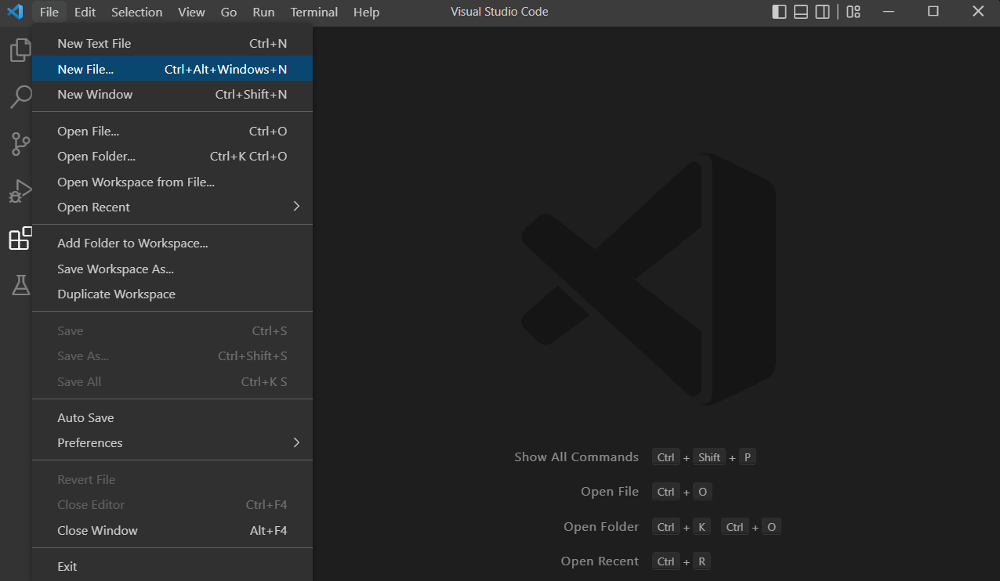 File Edit Selection View Go Run Terminal Help Visual Studio Code
New Text File Ctrl+N
New File... Ctrl+Alt+Windows+N
New Window Ctrl+Shift+N
Open File... Ctrl+O
Open Folder... Ctrl+K Ctrl+O
Open Workspace from File...
Open Recent
Add Folder to Workspace...
Save Workspace As...
Duplicate Workspace
Save Ctrl+S
Save As... Ctrl+Shift+S
Save All Ctrl+K S
Auto Save
Preferences
Revert File
Close Editor Ctrl+F4
Close Window Alt+F4
Exit
Show All Commands Ctrl + Shift + P
Open File Ctrl + O
Open Folder Ctrl + K Ctrl + O
Open Recent Ctrl + R